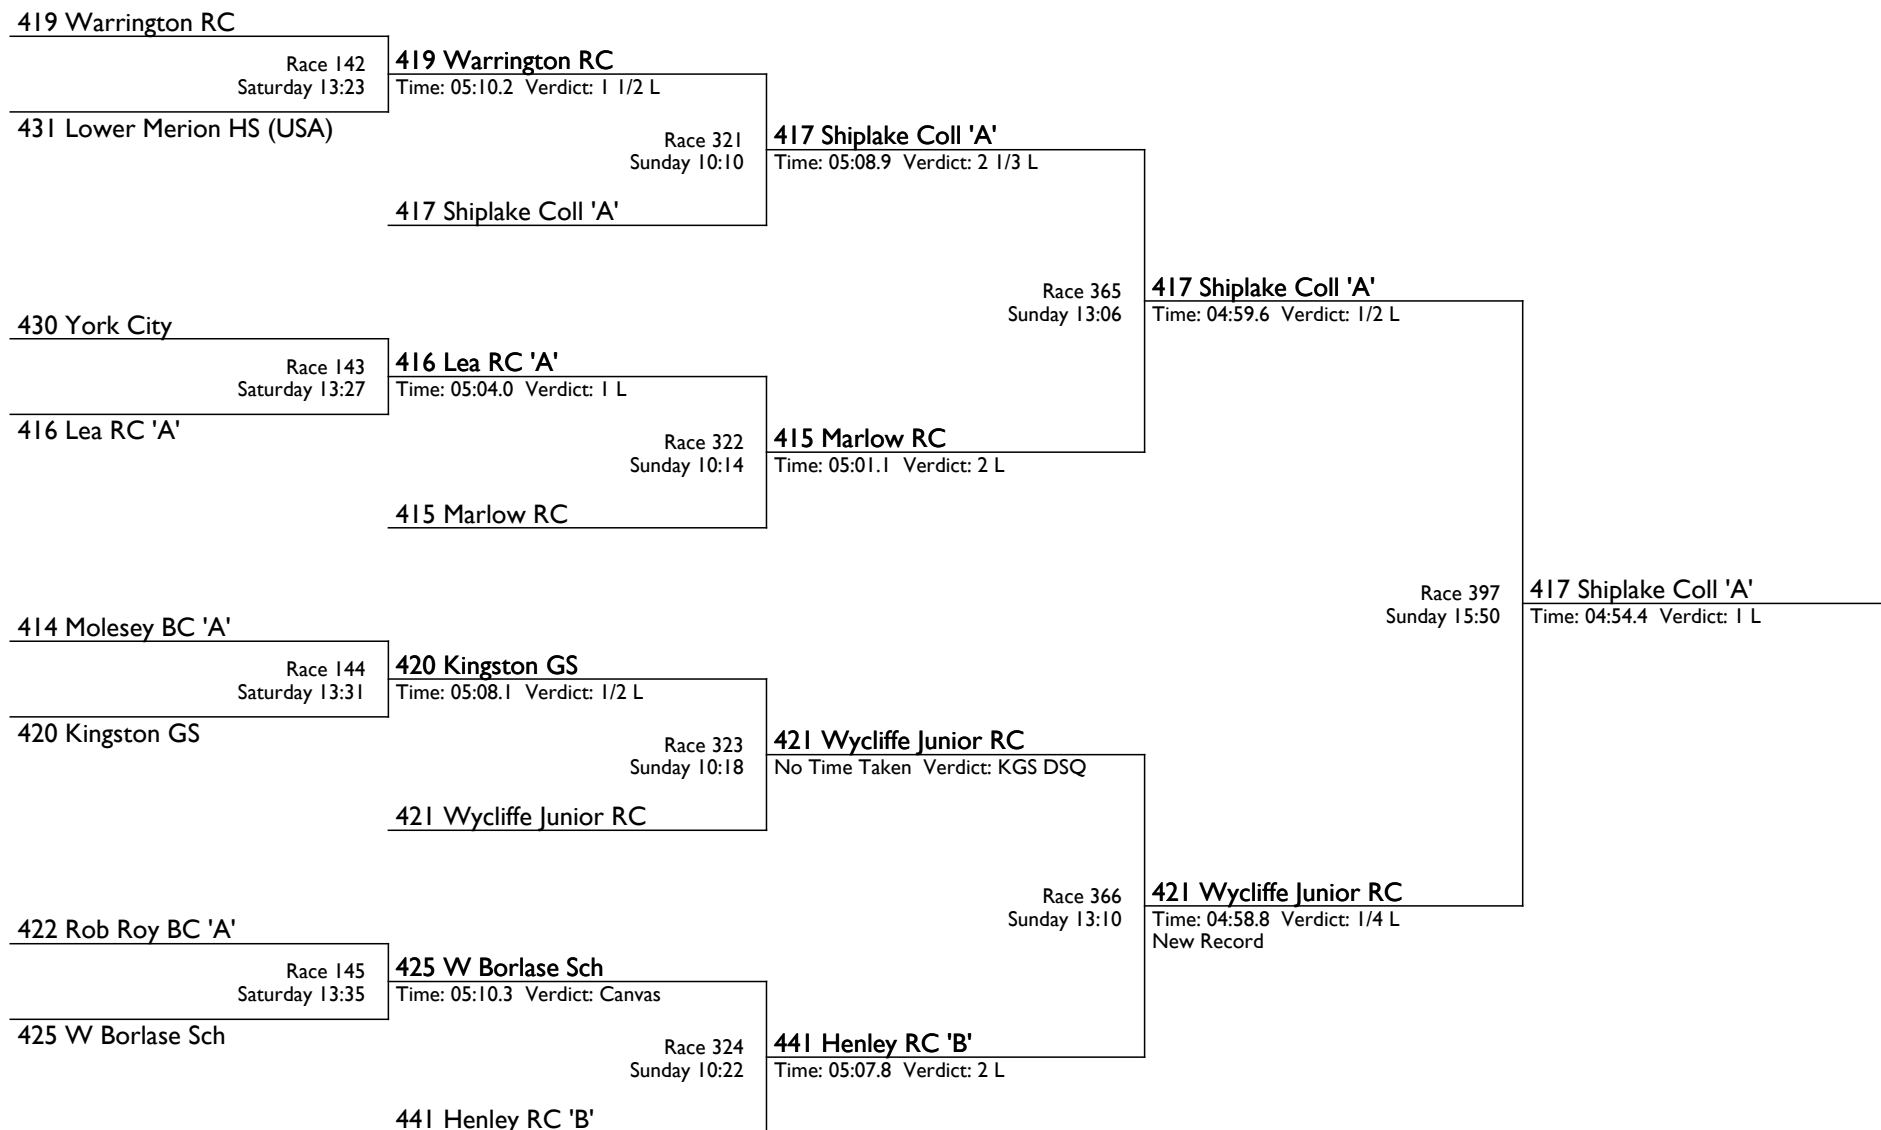 419 Warrington RC
Race 142
Saturday 13:23
431 Lower Merion HS (USA)
419 Warrington RC
Time: 05:10.2 Verdict: 1 1/2 L
Race 321
Sunday 10:10
417 Shiplake Coll 'A'
417 Shiplake Coll 'A'
Time: 05:08.9 Verdict: 2 1/3 L
430 York City
Race 143
Saturday 13:27
416 Lea RC 'A'
416 Lea RC 'A'
Time: 05:04.0 Verdict: 1 L
Race 322
Sunday 10:14
415 Marlow RC
415 Marlow RC
Time: 05:01.1 Verdict: 2 L
Race 365
Sunday 13:06
417 Shiplake Coll 'A'
Time: 04:59.6 Verdict: 1/2 L
414 Molesey BC 'A'
Race 144
Saturday 13:31
420 Kingston GS
420 Kingston GS
Time: 05:08.1 Verdict: 1/2 L
Race 323
Sunday 10:18
421 Wycliffe Junior RC
421 Wycliffe Junior RC
No Time Taken Verdict: KGS DSQ
422 Rob Roy BC 'A'
Race 145
Saturday 13:35
425 W Borlase Sch
425 W Borlase Sch
Time: 05:10.3 Verdict: Canvas
Race 324
Sunday 10:22
441 Henley RC 'B'
441 Henley RC 'B'
Time: 05:07.8 Verdict: 2 L
Race 366
Sunday 13:10
421 Wycliffe Junior RC
Time: 04:58.8 Verdict: 1/4 L
New Record
Race 397
Sunday 15:50
417 Shiplake Coll 'A'
Time: 04:54.4 Verdict: 1 L